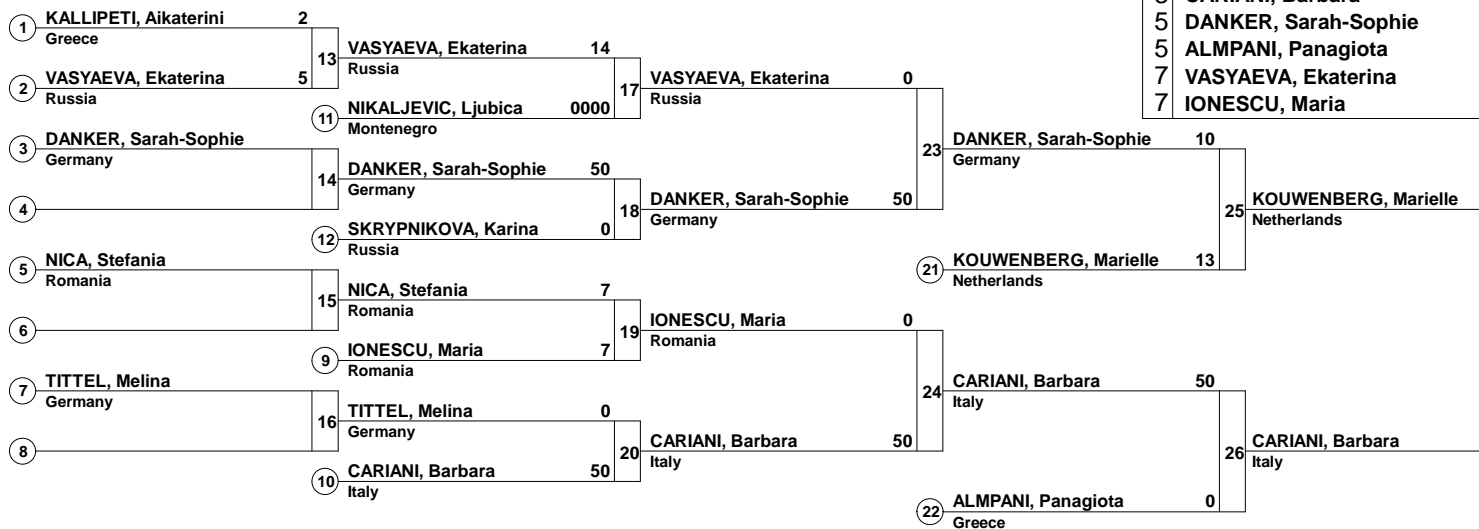 3 CARIANI, Barbara
5 DANKER, Sarah-Sophie
5 ALMPANI, Panagiota
7 VASYAEVA, Ekaterina
7 IONESCU, Maria
1 KALLIPETI, Aikaterini 2
Greece
13
2 VASYAEVA, Ekaterina 5
Russia
3 DANKER, Sarah-Sophie
Germany
14
4
5 NICA, Stefania
Romania
15
6
7 TITTEL, Melina
Germany
16
8
VASYAEVA, Ekaterina 14
Russia
17
11 NIKALJEVIC, Ljubica 0000
Montenegro
DANKER, Sarah-Sophie 50
Germany
18
12 SKRYPNIKOVA, Karina 0
Russia
NICA, Stefania 7
Romania
19
9 IONESCU, Maria 7
Romania
TITTEL, Melina 0
Germany
20
10 CARIANI, Barbara 50
Italy
VASYAEVA, Ekaterina 0
Russia
23
DANKER, Sarah-Sophie 50
Germany
IONESCU, Maria 0
Romania
24
CARIANI, Barbara 50
Italy
DANKER, Sarah-Sophie 10
Germany
25
21 KOUWENBERG, Marielle 13
Netherlands
CARIANI, Barbara 50
Italy
26
22 ALMPANI, Panagiota 0
Greece
KOUWENBERG, Marielle
Netherlands
CARIANI, Barbara
Italy